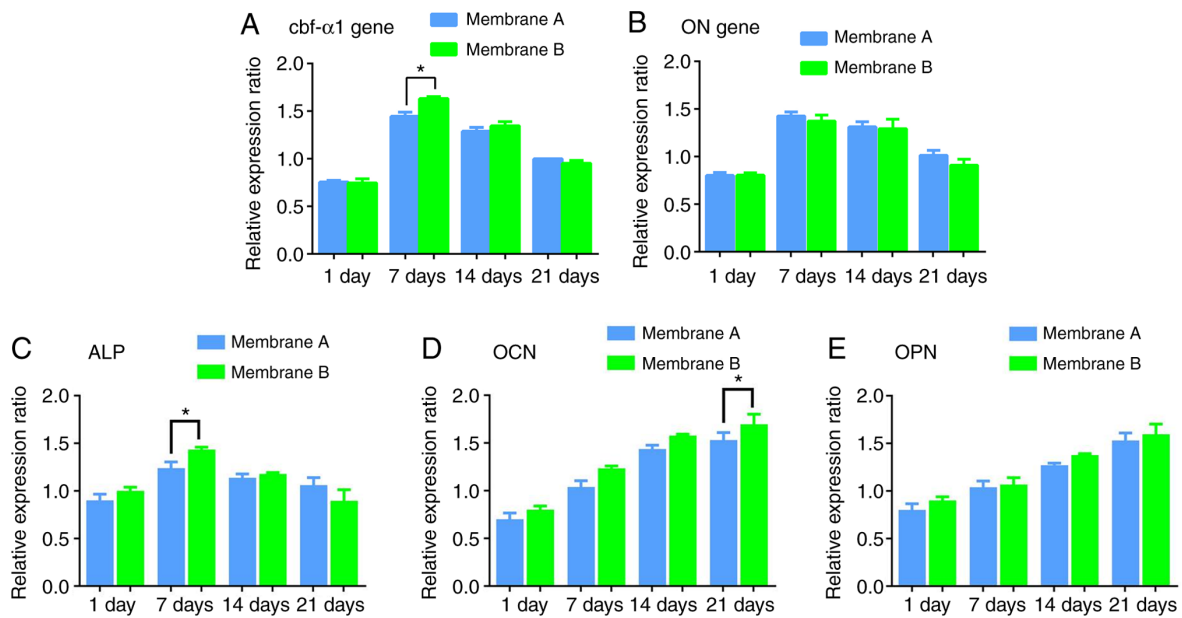 A
cbf-α1 gene
Membrane A
Membrane B
Relative expression ratio
2.0
1.5
1.0
0.5
0.0
*
1 day
7 days
14 days
21 days
B
ON gene
Membrane A
Membrane B
Relative expression ratio
2.0
1.5
1.0
0.5
0.0
1 day
7 days
14 days
21 days
C
ALP
Membrane A
Membrane B
Relative expression ratio
2.0
1.5
1.0
0.5
0.0
*
1 day
7 days
14 days
21 days
D
OCN
Membrane A
Membrane B
Relative expression ratio
2.0
1.5
1.0
0.5
0.0
*
1 day
7 days
14 days
21 days
E
OPN
Membrane A
Membrane B
Relative expression ratio
2.0
1.5
1.0
0.5
0.0
1 day
7 days
14 days
21 days